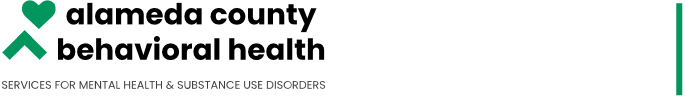 alameda county
behavioral health
SERVICES FOR MENTAL HEALTH & SUBSTANCE USE DISORDERS